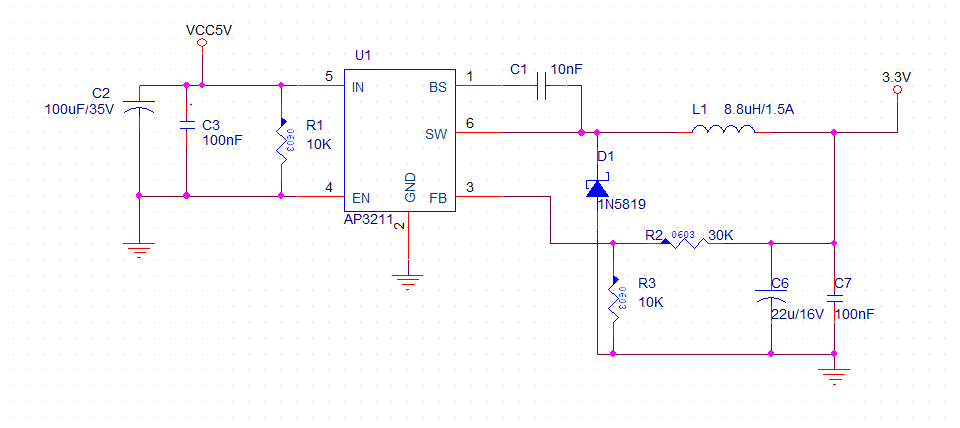 VCC5V
U1
C2
100uF/35V
C3
100nF
R1
10K
0603
5
IN
BS
1
C1
10nF
3.3V
SW
6
L1
8.8uH/1.5A
4
EN
GND
FB
3
AP3211
2
D1
1N5819
R2
0603
30K
R3
10K
0603
C6
22u/16V
C7
100nF